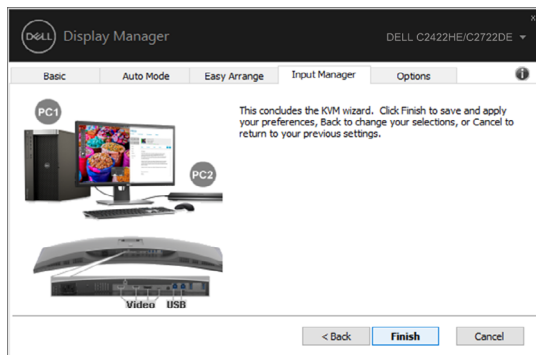 DELL Display Manager
DELL C2422HE/C2722DE
x
Basic
Auto Mode
Easy Arrange
Input Manager
Options
i
PC1
This concludes the KVM wizard. Click Finish to save and apply
your preferences, Back to change your selections, or Cancel to
return to your previous settings.
PC2
Video USB
< Back
Finish
Cancel